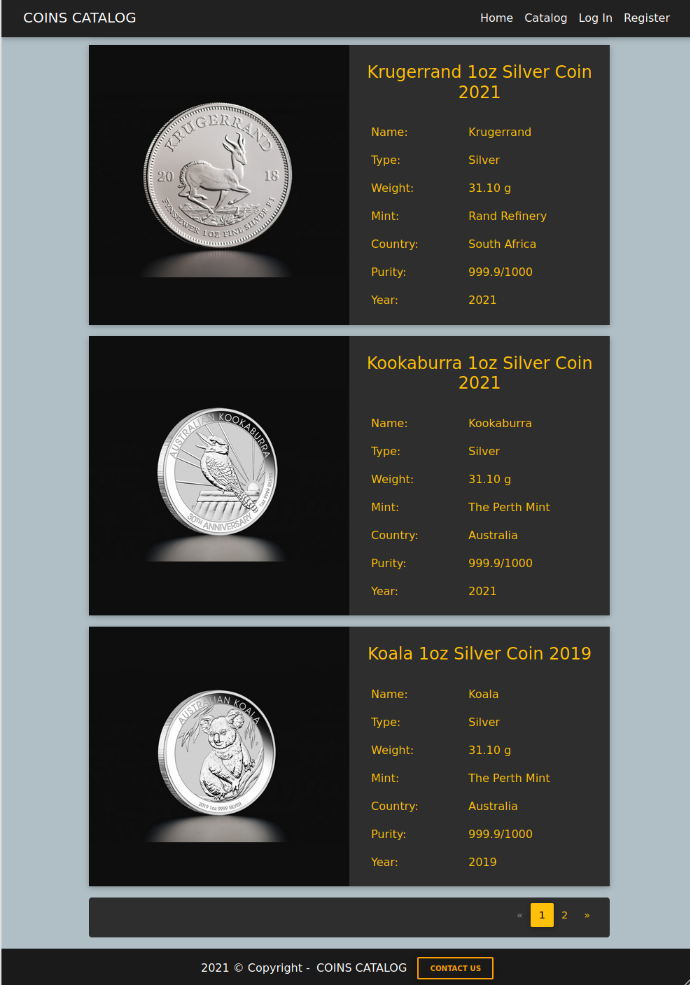 COINS CATALOG
Home Catalog Log In Register
KRUGERRAND
20 18
FYNSILWER 1 OZ FINE SILVER
Krugerrand 1oz Silver Coin
2021
Name: Krugerrand
Type: Silver
Weight: 31.10 g
Mint: Rand Refinery
Country: South Africa
Purity: 999.9/1000
Year: 2021
AUSTRALIAN KOOKABURRA
30TH ANNIVERSARY
Kookaburra 1oz Silver Coin
2021
Name: Kookaburra
Type: Silver
Weight: 31.10 g
Mint: The Perth Mint
Country: Australia
Purity: 999.9/1000
Year: 2021
AUSTRALIAN KOALA
2019 1oz 9999 SILVER
Koala 1oz Silver Coin 2019
Name: Koala
Type: Silver
Weight: 31.10 g
Mint: The Perth Mint
Country: Australia
Purity: 999.9/1000
Year: 2019
« 1 2 »
2021 © Copyright - COINS CATALOG CONTACT US